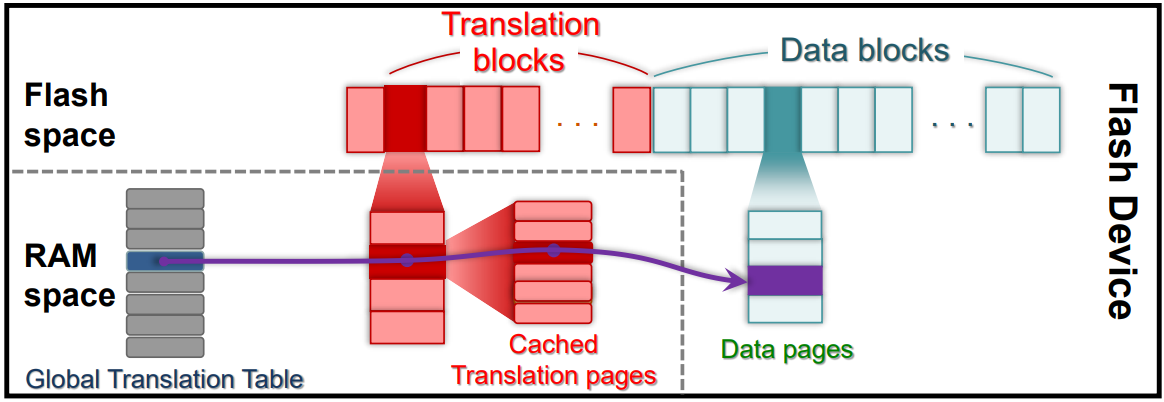 Translation
blocks
Data blocks
Flash
space
. . .
. . .
Flash Device
RAM
space
Cached
Translation pages
Data pages
Global Translation Table